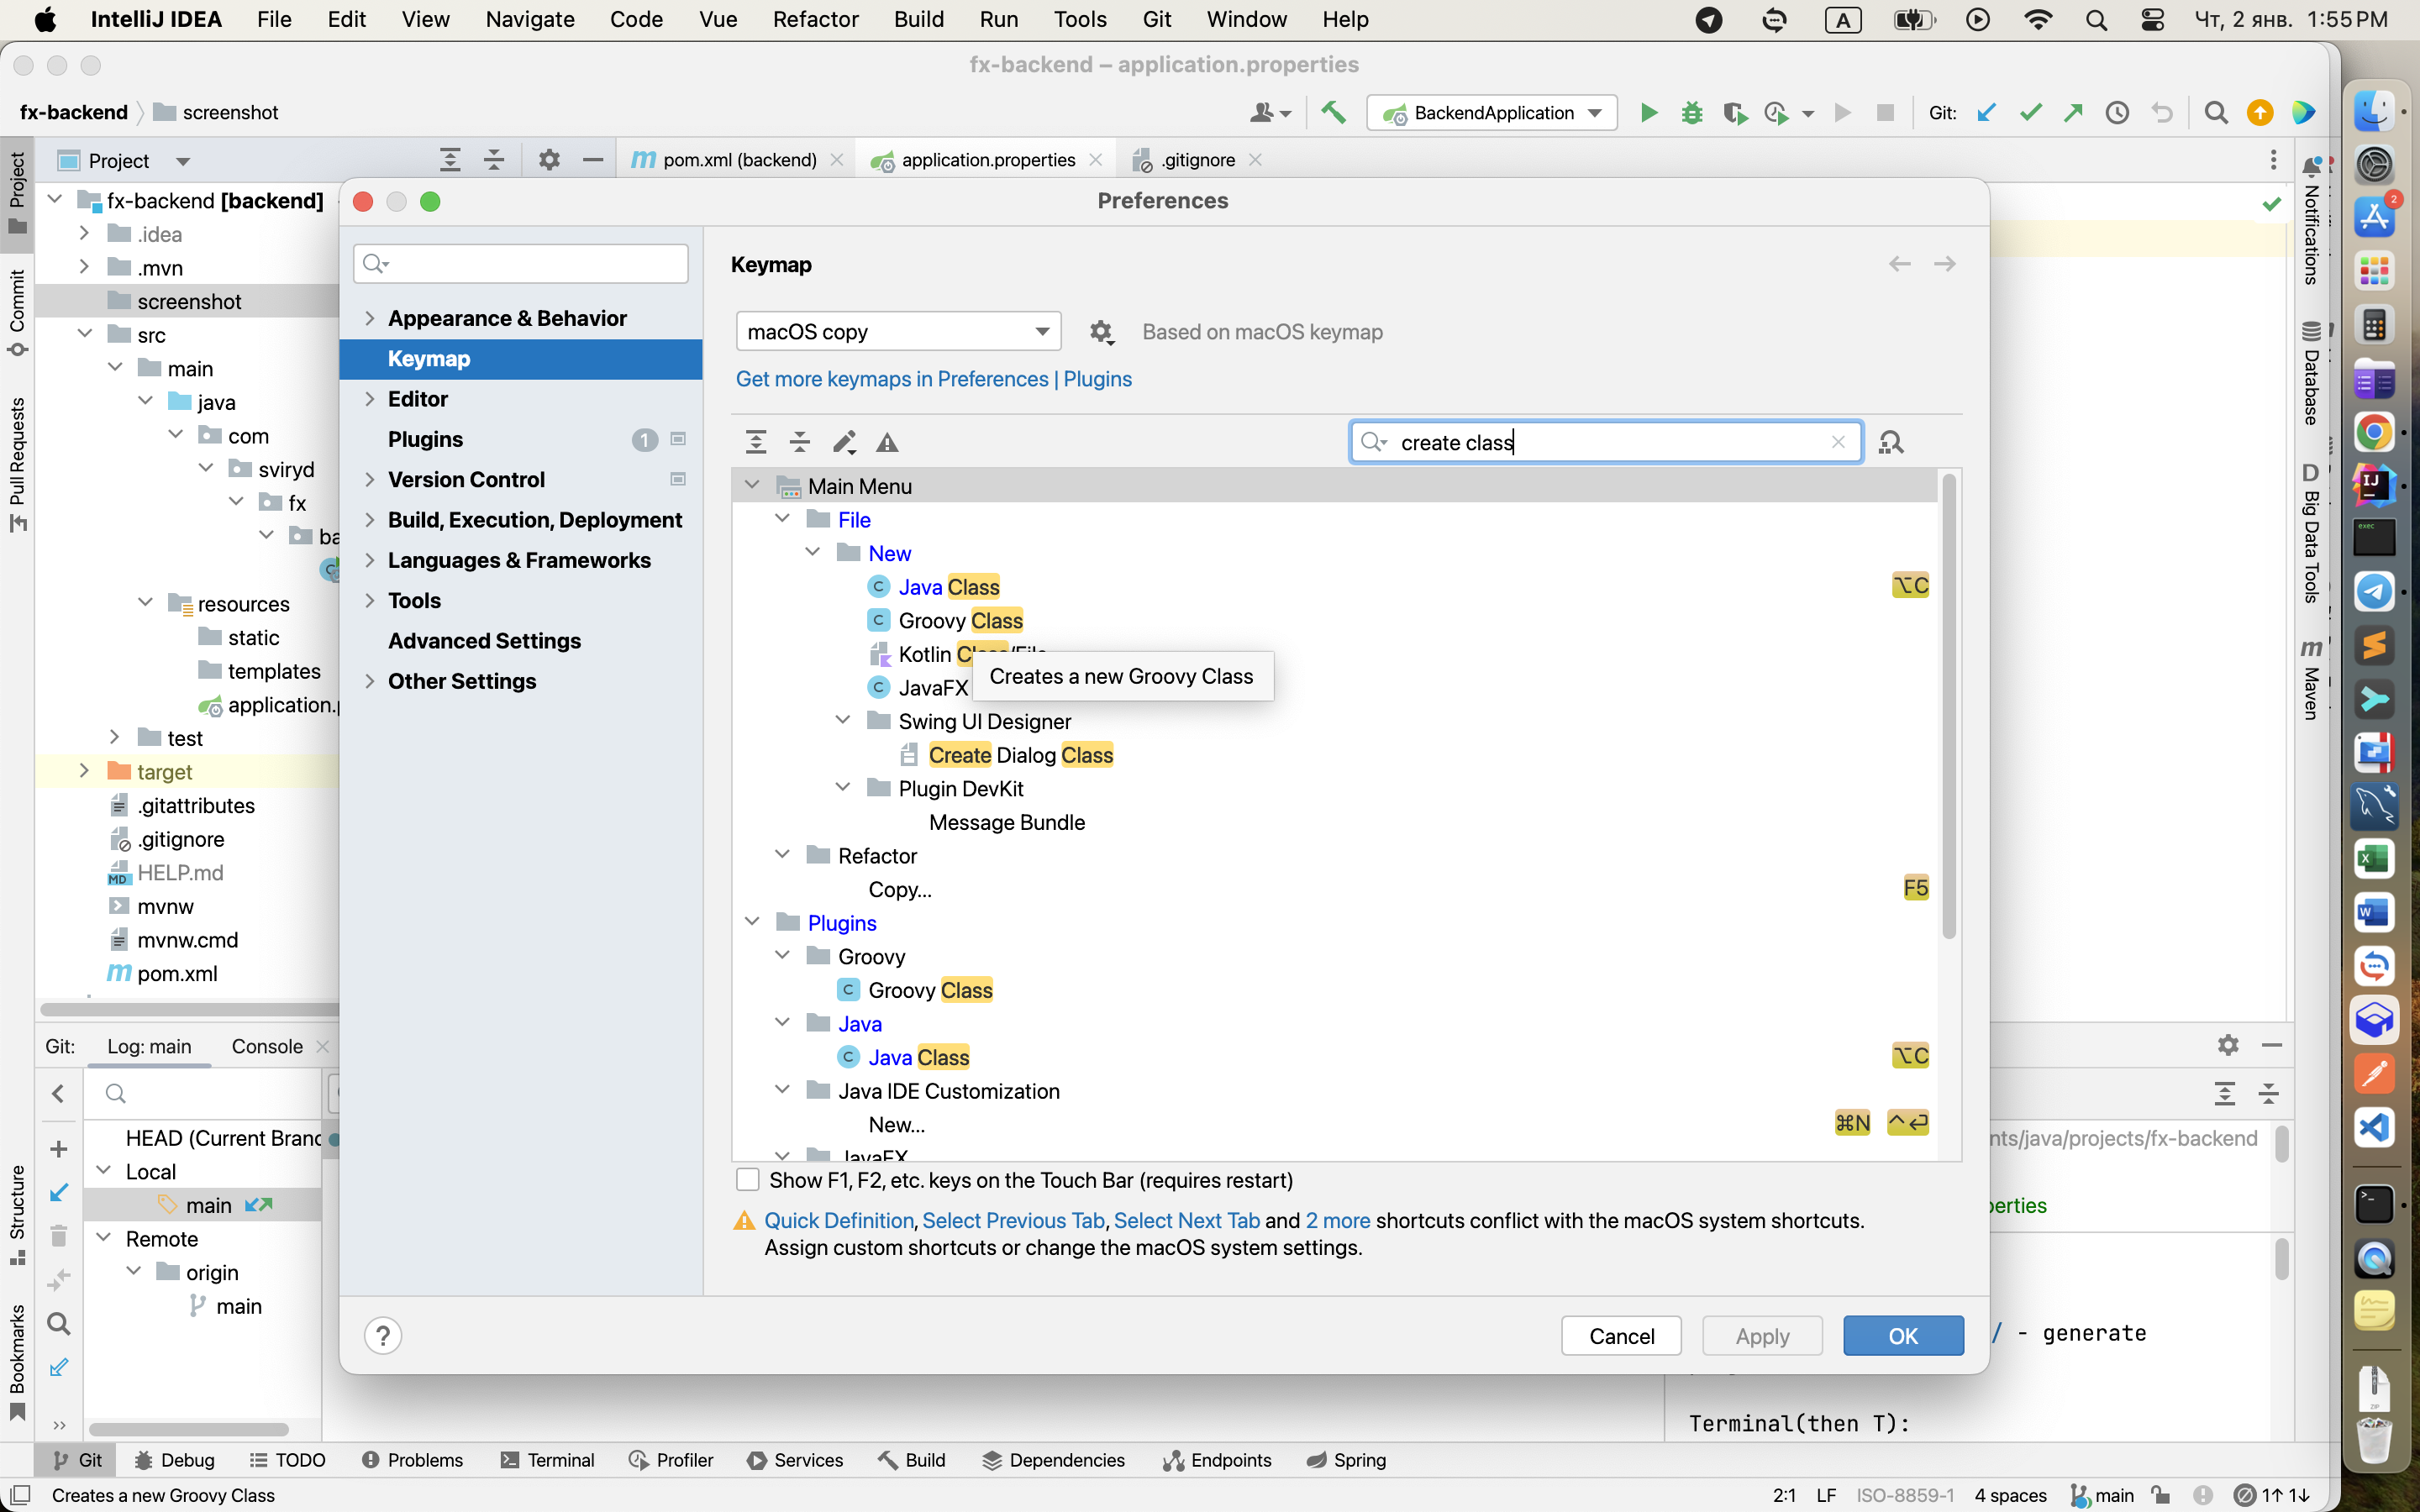 IntelliJ IDEA File Edit View Navigate Code Vue Refactor Build Run Tools Git Window Help A Чт, 2 янв. 1:55 PM
fx-backend – application.properties
fx-backend screenshot BackendApplication Git:
Project pom.xml (backend) application.properties .gitignore
Project
Commit
Pull Requests
Structure
Bookmarks
fx-backend [backend]
.idea
.mvn
screenshot
src
main
java
com
sviryd
fx
ba
resources
static
templates
application.p
test
target
.gitattributes
.gitignore
HELP.md
mvnw
mvnw.cmd
pom.xml
Preferences
Appearance & Behavior
Keymap
Editor
Plugins 1
Version Control
Build, Execution, Deployment
Languages & Frameworks
Tools
Advanced Settings
Other Settings
Keymap
macOS copy Based on macOS keymap
Get more keymaps in Preferences | Plugins
create class
Main Menu
File
New
Java Class ⌥C
Groovy Class
Kotlin Class/File
JavaFX
Creates a new Groovy Class
Swing UI Designer
Create Dialog Class
Plugin DevKit
Message Bundle
Refactor
Copy... F5
Plugins
Groovy
Groovy Class
Java
Java Class ⌥C
Java IDE Customization
New... ⌘N ^⏎
JavaFX
Show F1, F2, etc. keys on the Touch Bar (requires restart)
Quick Definition, Select Previous Tab, Select Next Tab and 2 more shortcuts conflict with the macOS system shortcuts.
Assign custom shortcuts or change the macOS system settings.
? Cancel Apply OK
Notifications
Database
Big Data Tools
Maven
Git: Log: main Console
HEAD (Current Branc
Local
main
Remote
origin
main
nts/java/projects/fx-backend
perties
/ - generate
Terminal(then T):
Git Debug TODO Problems Terminal Profiler Services Build Dependencies Endpoints Spring
Creates a new Groovy Class 2:1 LF ISO-8859-1 4 spaces main 1↑ 1↓
2
exec
IJ
ZIP